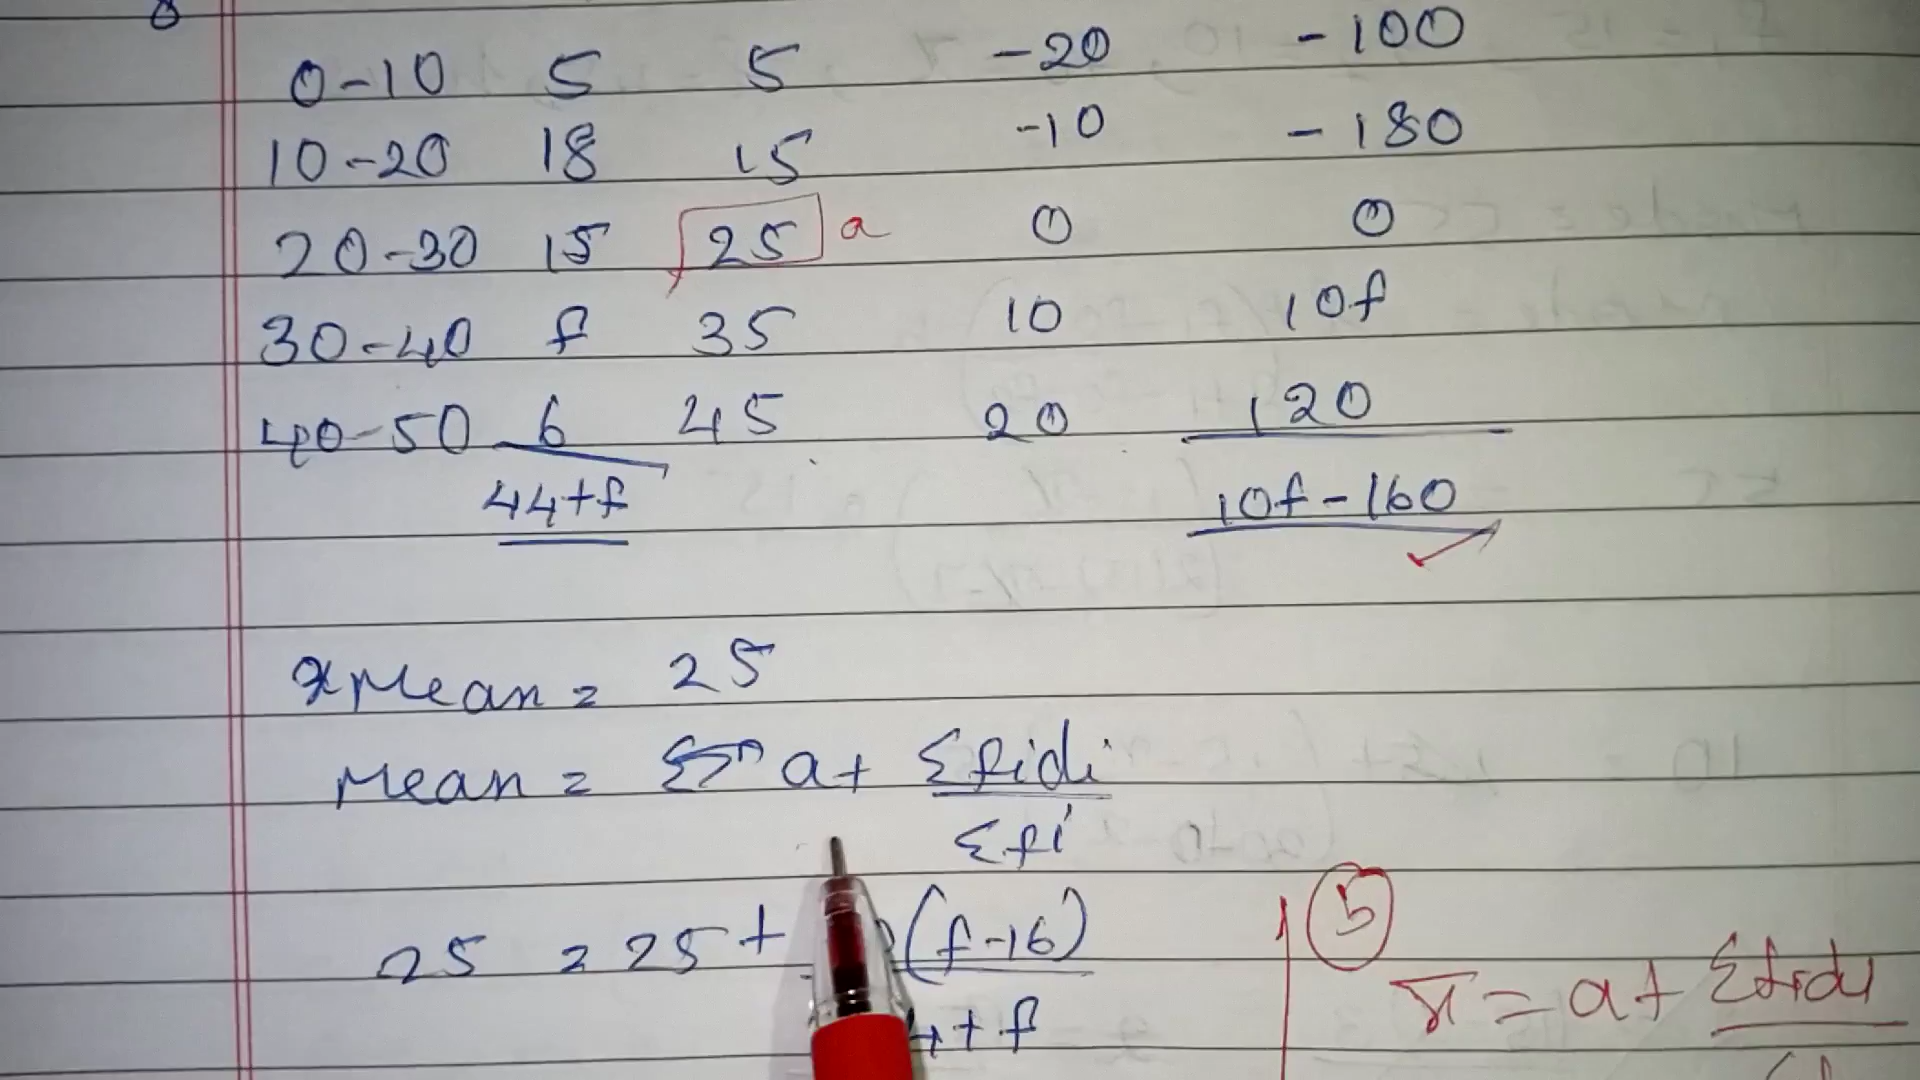 0-10 5 5 -20 -100
10-20 18 15 -10 -180
20-30 15 25 a 0 0
30-40 f 35 10 10f
40-50 6 45 20 120
44+f 10f-160
Mean = 25
Mean = a+ Σfidi
Σfi
25 = 25 + (f-16)
+f
5
x̄ = a+ Σfidi